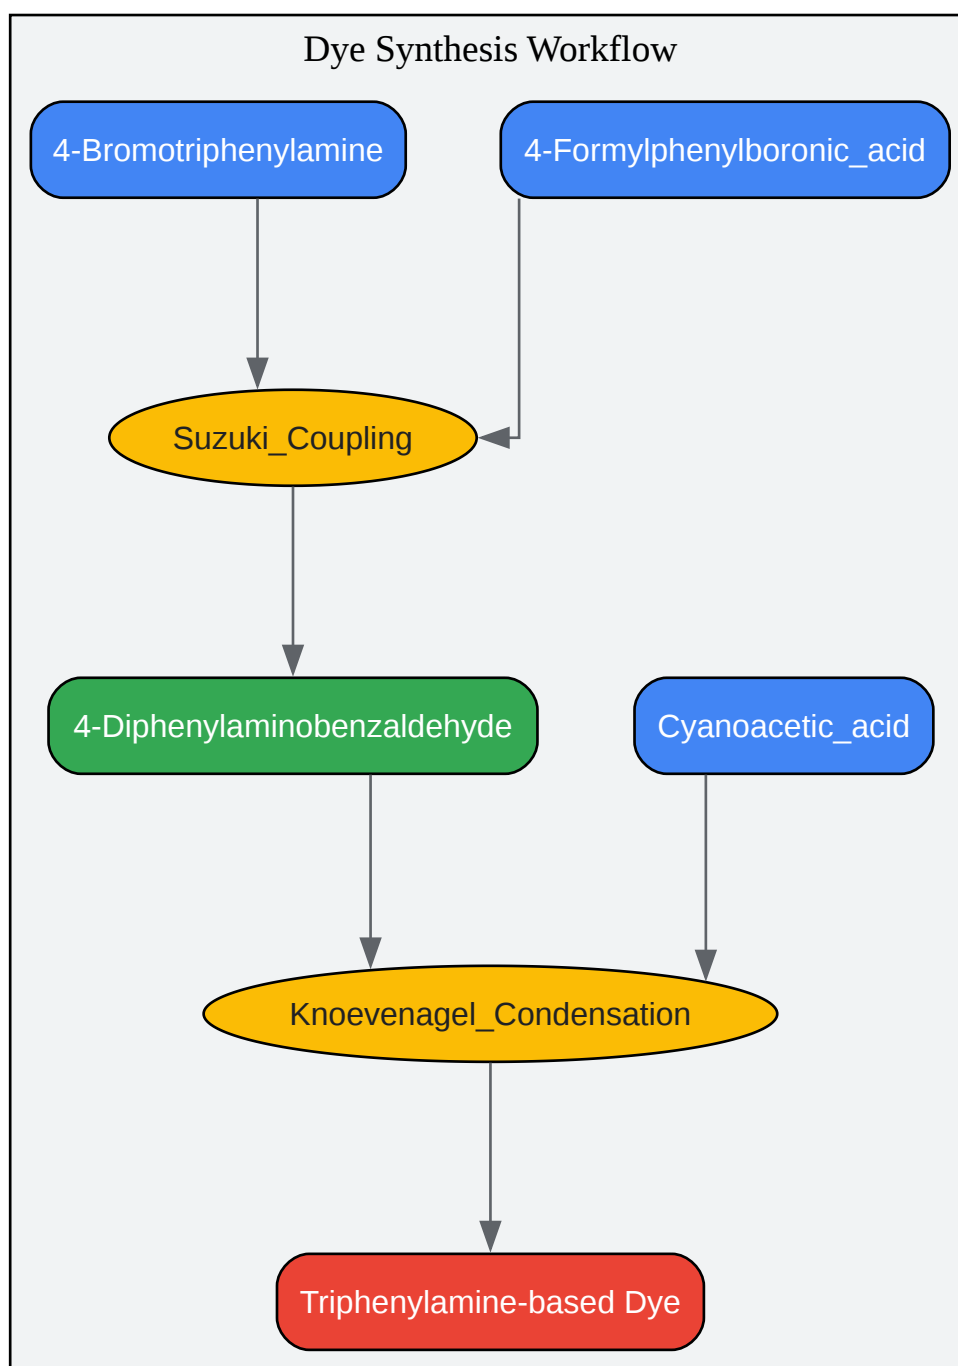 Dye Synthesis Workflow
4-Bromotriphenylamine
4-Formylphenylboronic_acid
Suzuki_Coupling
4-Diphenylaminobenzaldehyde
Cyanoacetic_acid
Knoevenagel_Condensation
Triphenylamine-based Dye